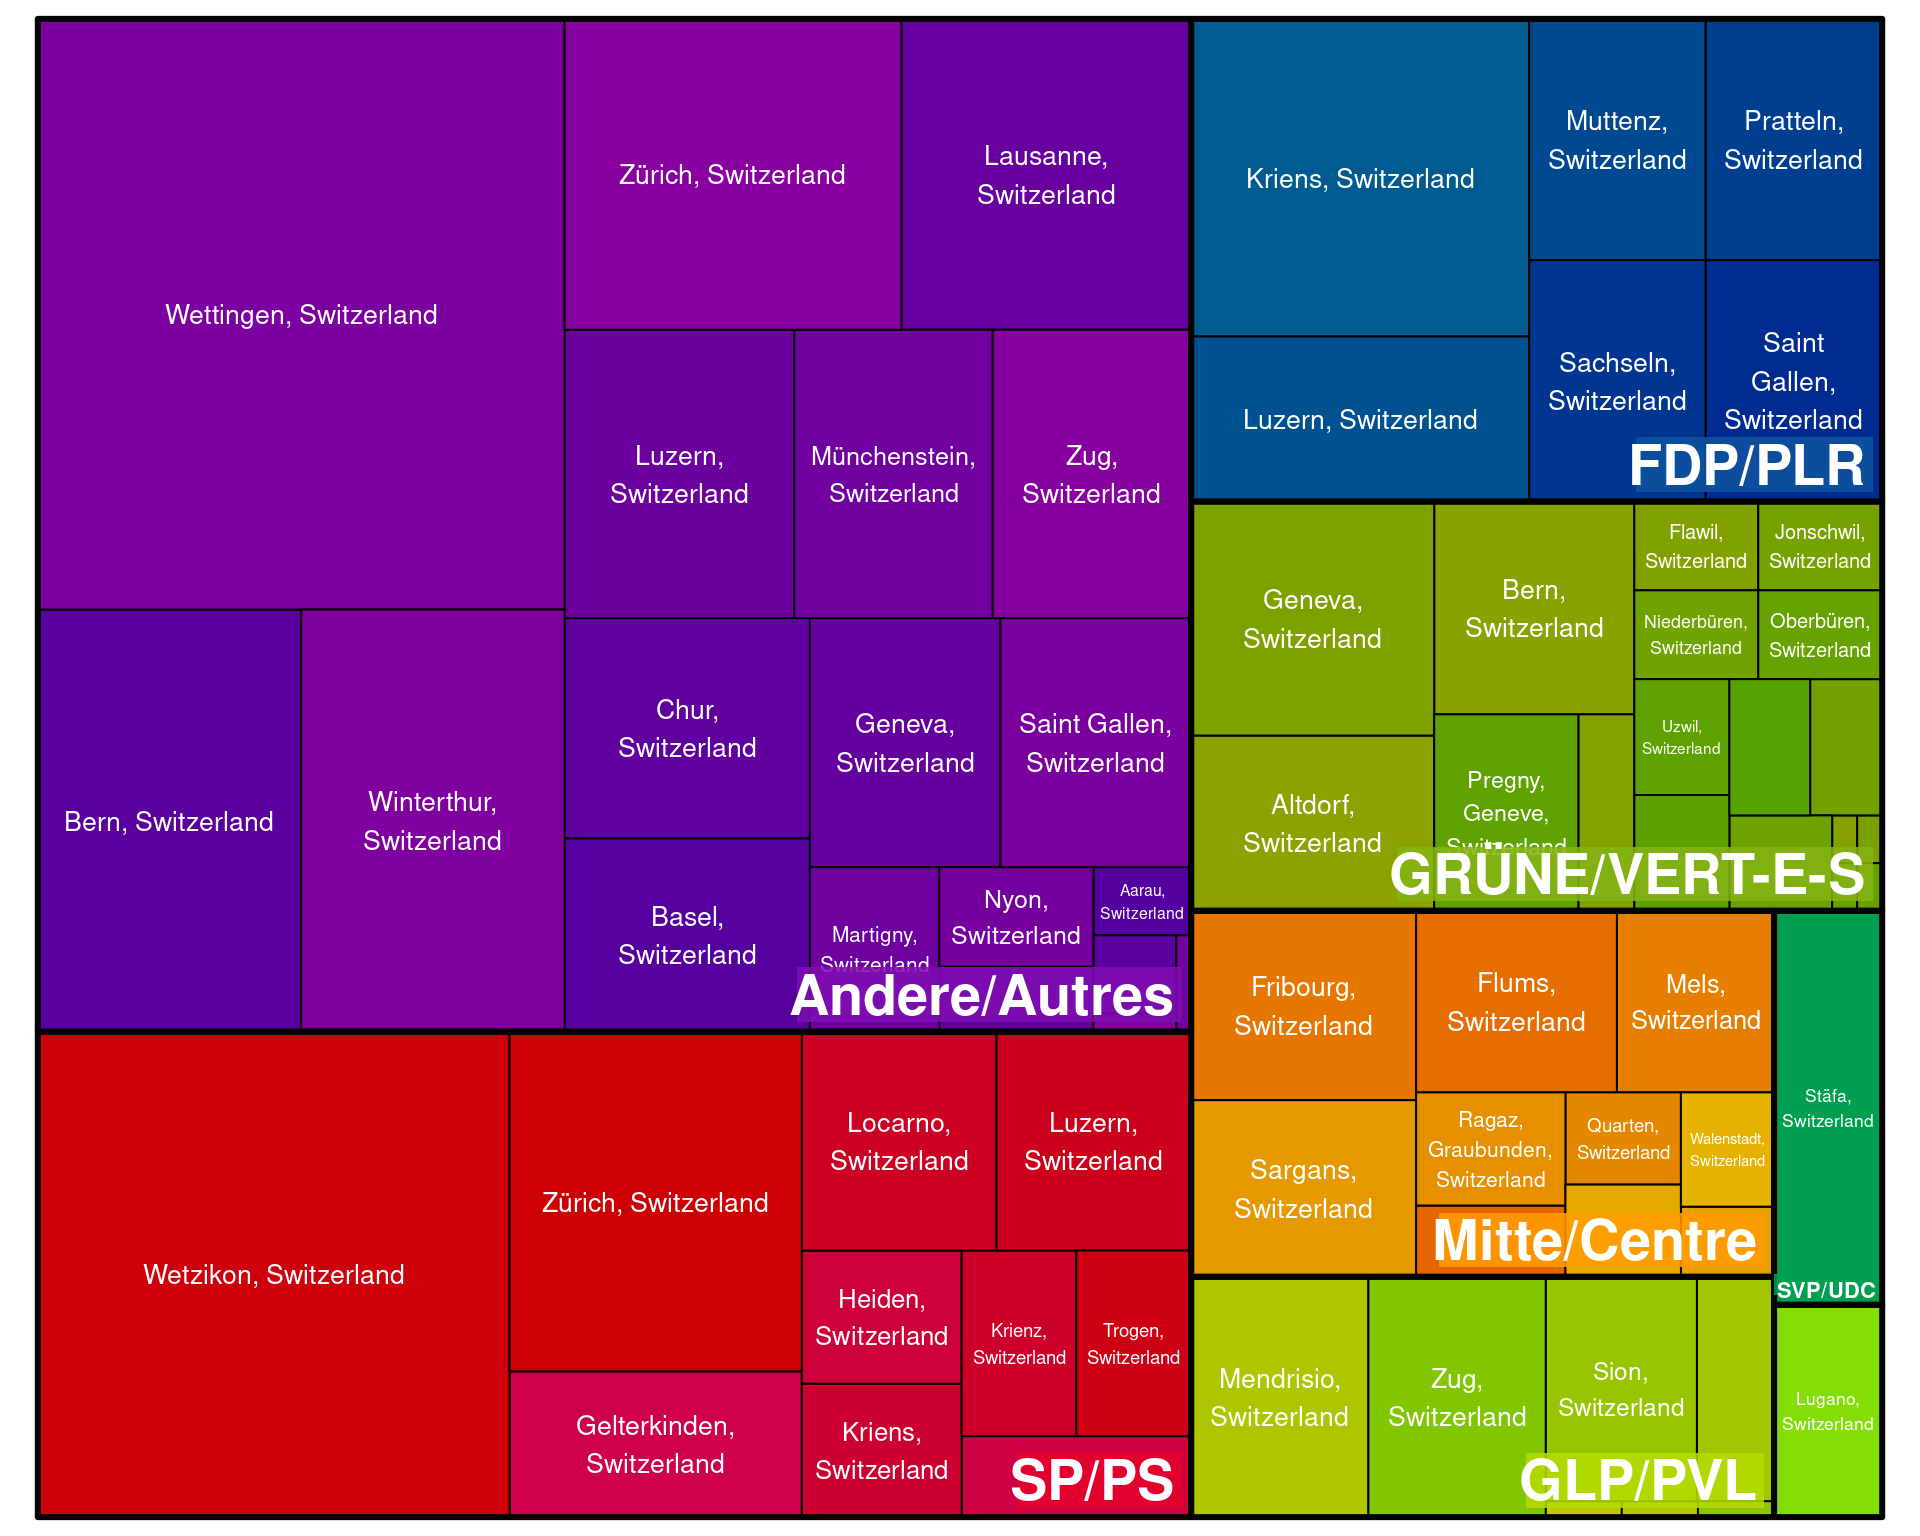 Wettingen, Switzerland
Zürich, Switzerland
Lausanne,
Switzerland
Luzern,
Switzerland
Münchenstein,
Switzerland
Zug,
Switzerland
Bern, Switzerland
Winterthur,
Switzerland
Chur,
Switzerland
Geneva,
Switzerland
Saint Gallen,
Switzerland
Basel,
Switzerland
Martigny,
Switzerland
Nyon,
Switzerland
Aarau,
Switzerland
Andere/Autres
Kriens, Switzerland
Muttenz,
Switzerland
Pratteln,
Switzerland
Luzern, Switzerland
Sachseln,
Switzerland
Saint
Gallen,
Switzerland
FDP/PLR
Geneva,
Switzerland
Bern,
Switzerland
Flawil,
Switzerland
Jonschwil,
Switzerland
Niederbüren,
Switzerland
Oberbüren,
Switzerland
Altdorf,
Switzerland
Pregny,
Geneve,
Switzerland
Uzwil,
Switzerland
GRÜNE/VERT-E-S
Wetzikon, Switzerland
Zürich, Switzerland
Locarno,
Switzerland
Luzern,
Switzerland
Gelterkinden,
Switzerland
Heiden,
Switzerland
Krienz,
Switzerland
Trogen,
Switzerland
Kriens,
Switzerland
SP/PS
Fribourg,
Switzerland
Flums,
Switzerland
Mels,
Switzerland
Sargans,
Switzerland
Ragaz,
Graubunden,
Switzerland
Quarten,
Switzerland
Walenstadt,
Switzerland
Mitte/Centre
Stäfa,
Switzerland
SVP/UDC
Mendrisio,
Switzerland
Zug,
Switzerland
Sion,
Switzerland
GLP/PVL
Lugano,
Switzerland